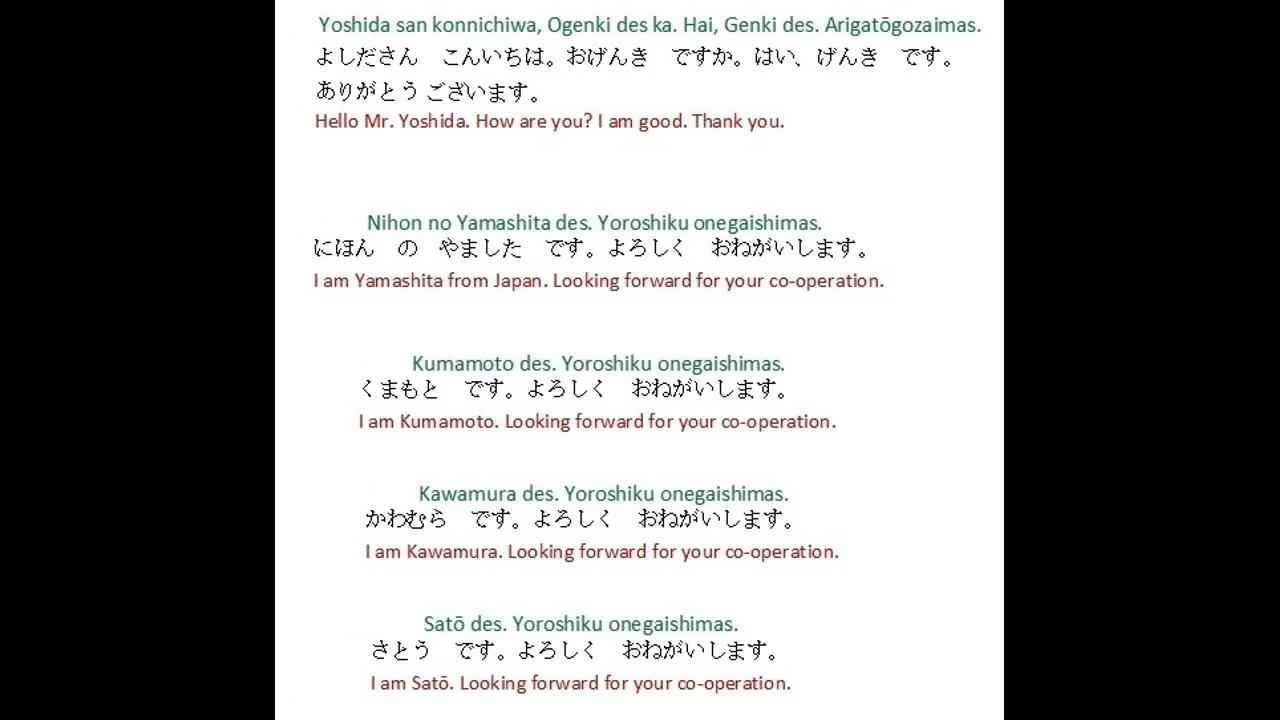 Yoshida san konnichiwa, Ogenki des ka. Hai, Genki des. Arigatōgozaimas.
よしださん　こんいちは。おげんき　ですか。はい、げんき　です。
ありがとう ございます。
Hello Mr. Yoshida. How are you? I am good. Thank you.
Nihon no Yamashita des. Yoroshiku onegaishimas.
にほん　の　やました　です。よろしく　おねがいします。
I am Yamashita from Japan. Looking forward for your co-operation.
Kumamoto des. Yoroshiku onegaishimas.
くまもと　です。よろしく　おねがいします。
I am Kumamoto. Looking forward for your co-operation.
Kawamura des. Yoroshiku onegaishimas.
かわむら　です。よろしく　おねがいします。
I am Kawamura. Looking forward for your co-operation.
Satō des. Yoroshiku onegaishimas.
さとう　です。よろしく　おねがいします。
I am Satō. Looking forward for your co-operation.